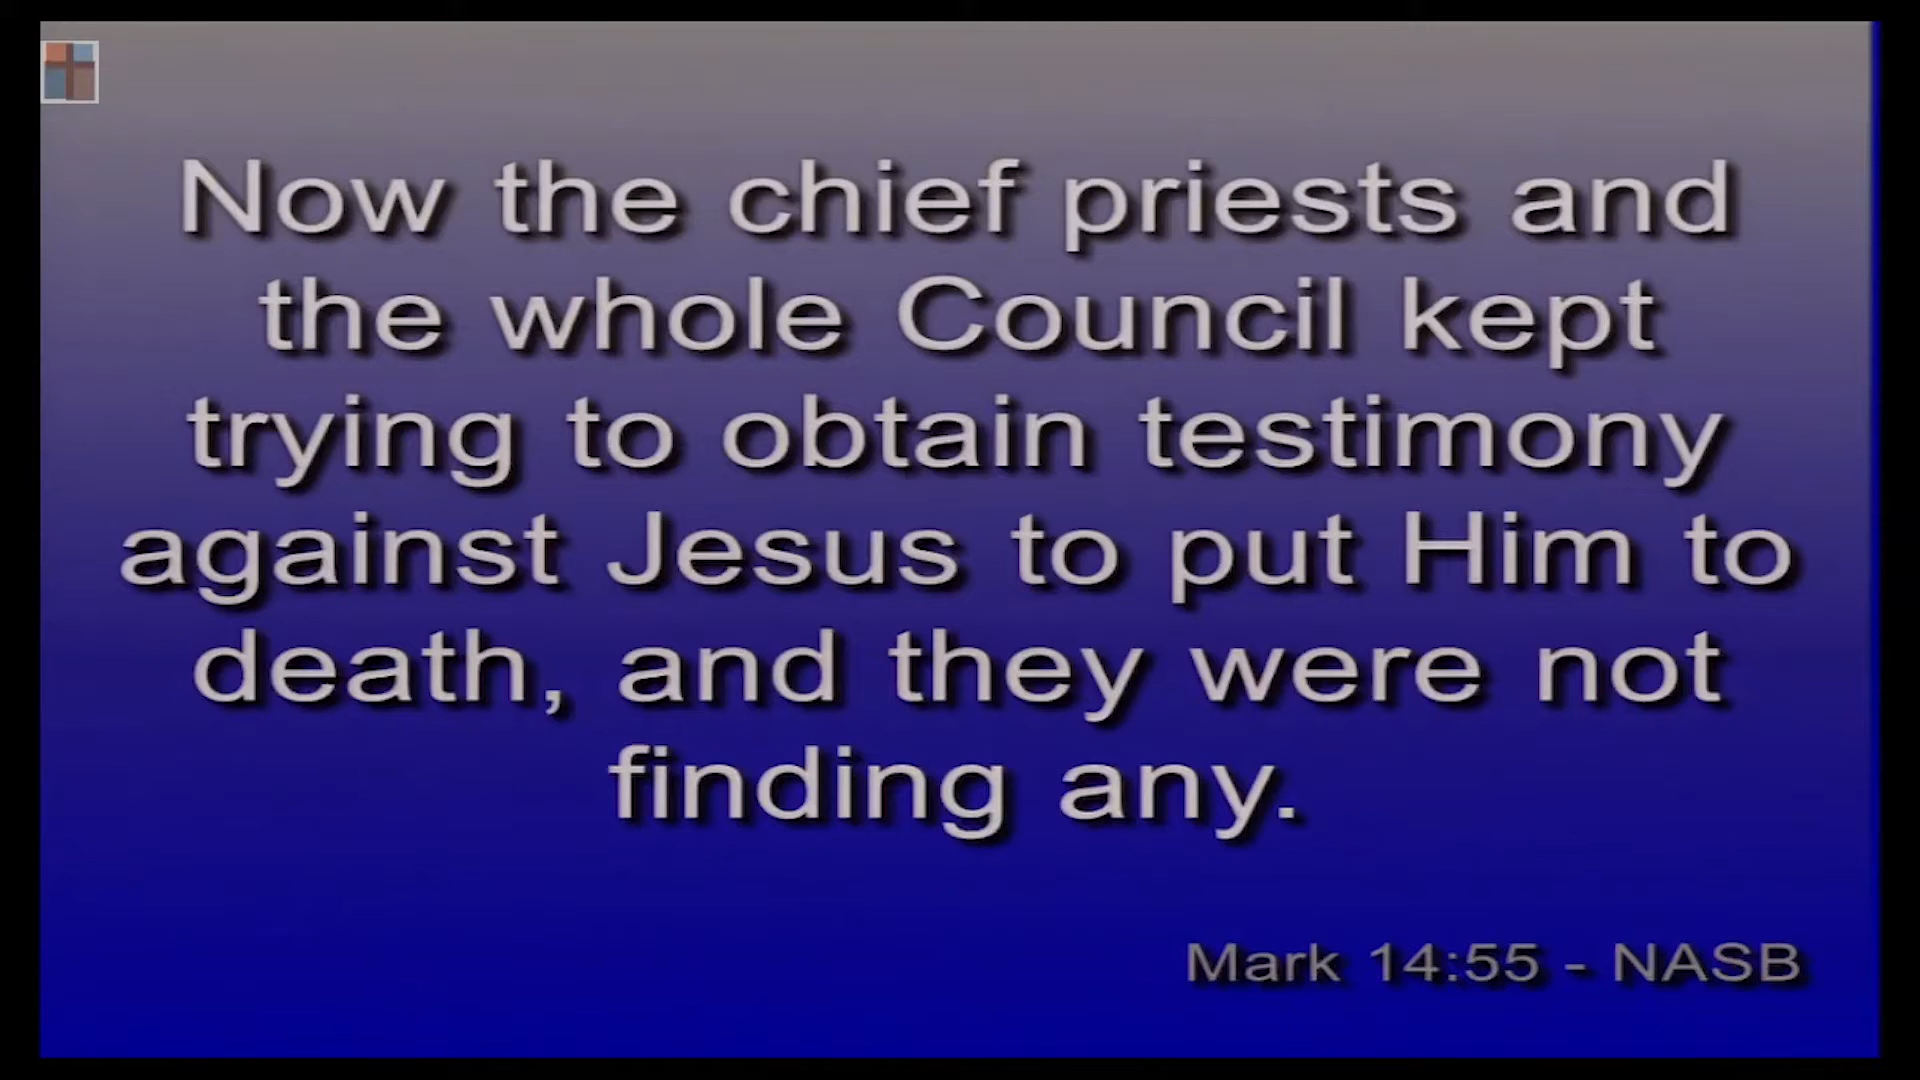 Now the chief priests and
the whole Council kept
trying to obtain testimony
against Jesus to put Him to
death, and they were not
finding any.
Mark 14:55 - NASB